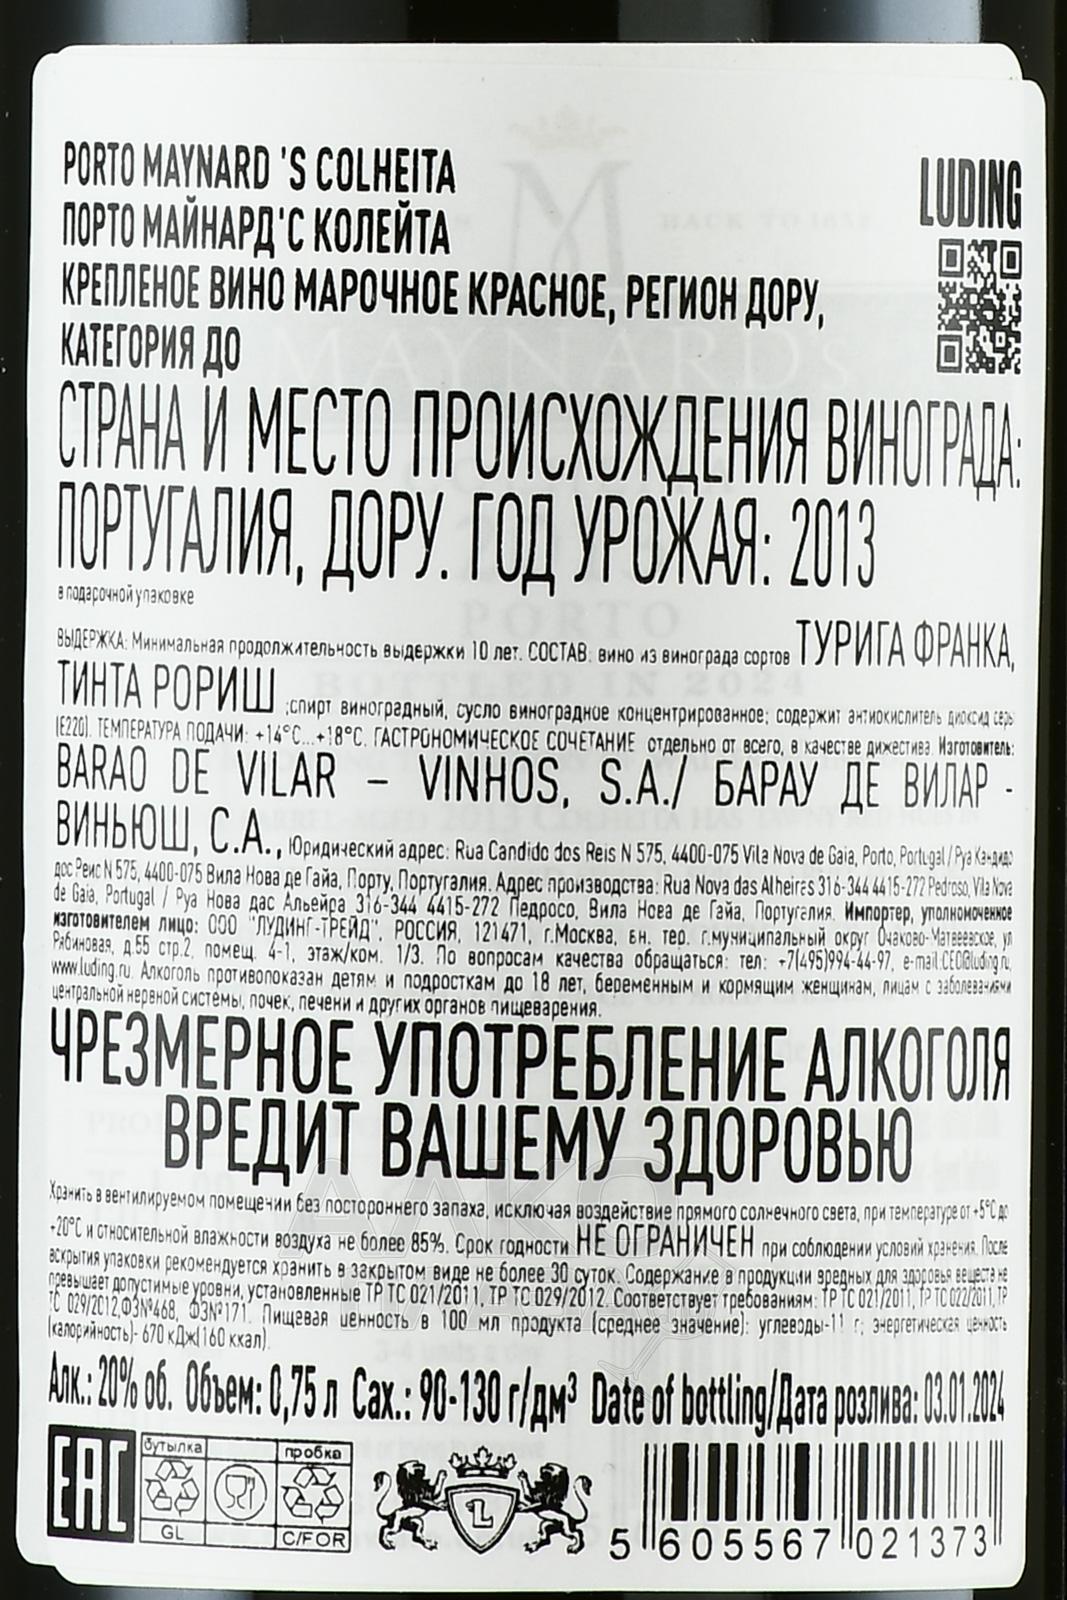 PORTO MAYNARD 'S COLHEITA
LUDING
ПОРТО МАЙНАРД'С КОЛЕЙТА
КРЕПЛЕНОЕ ВИНО МАРОЧНОЕ КРАСНОЕ, РЕГИОН ДОРУ,
КАТЕГОРИЯ ДО
СТРАНА И МЕСТО ПРОИСХОЖДЕНИЯ ВИНОГРАДА:
ПОРТУГАЛИЯ, ДОРУ. ГОД УРОЖАЯ: 2013
в подарочной упаковке
ВЫДЕРЖКА: Минимальная продолжительность выдержки 10 лет. СОСТАВ: вино из винограда сортов ТУРИГА ФРАНКА,
ТИНТА РОРИШ ;спирт виноградный, сусло виноградное концентрированное; содержит антиокислитель диоксид серы
(Е220). ТЕМПЕРАТУРА ПОДАЧИ: +14°С...+18°С. ГАСТРОНОМИЧЕСКОЕ СОЧЕТАНИЕ отдельно от всего, в качестве дижестива. Изготовитель:
BARAO DE VILAR – VINHOS, S.A./ БАРАУ ДЕ ВИЛАР -
ВИНЬЮШ, С.А., Юридический адрес: Rua Candido dos Reis N 575, 4400-075 Vila Nova de Gaia, Porto, Portugal / Руа Кандидо
дос Реис N 575, 4400-075 Вила Нова де Гайа, Порту, Португалия. Адрес производства: Rua Nova das Alheiras 316-344 4415-272 Pedroso, Vila Nova
de Gaia, Portugal / Руа Нова дас Альейра 316-344 4415-272 Педросо, Вила Нова де Гайа, Португалия. Импортер, уполномоченное
изготовителем лицо: ООО "ЛУДИНГ-ТРЕЙД", РОССИЯ, 121471, г.Москва, вн. тер. г.муниципальный округ Очаково-Матвеевское, ул
Рябиновая, д.55 стр.2, помещ. 4-1, этаж/ком. 1/3. По вопросам качества обращаться: тел: +7(495)994-44-97, e-mail:CEO@luding.ru,
www.luding.ru. Алкоголь противопоказан детям и подросткам до 18 лет, беременным и кормящим женщинам, лицам с заболеваниями
центральной нервной системы, почек, печени и других органов пищеварения.
ЧРЕЗМЕРНОЕ УПОТРЕБЛЕНИЕ АЛКОГОЛЯ
ВРЕДИТ ВАШЕМУ ЗДОРОВЬЮ
Хранить в вентилируемом помещении без постороннего запаха, исключая воздействие прямого солнечного света, при температуре от +5°С до
+20°С и относительной влажности воздуха не более 85%. Срок годности НЕ ОГРАНИЧЕН при соблюдении условий хранения. После
вскрытия упаковки рекомендуется хранить в закрытом виде не более 30 суток. Содержание в продукции вредных для здоровья веществ не
превышает допустимые уровни, установленные ТР ТС 021/2011, ТР ТС 029/2012. Соответствует требованиям: ТР ТС 021/2011, ТР ТС 022/2011, ТР
ТС 029/2012,ФЗ№468, ФЗ№171. Пищевая ценность в 100 мл продукта (среднее значение): углеводы-11 г; энергетическая ценность
(калорийность)- 670 кДж(160 ккал).
Алк.: 20% об. Объем: 0,75 л Сах.: 90-130 г/дм³ Date of bottling/Дата розлива: 03.01.2024
EAC
бутылка
пробка
GL
C/FOR
L
5 605567 021373